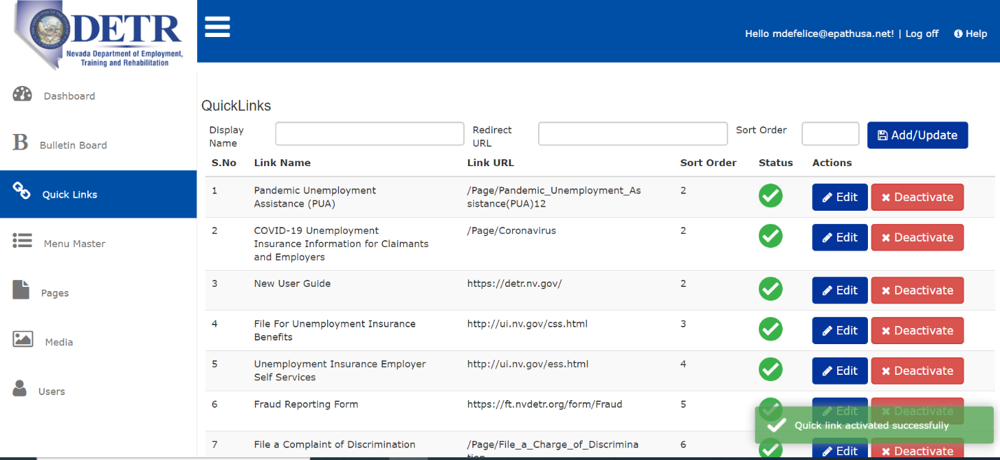 DETR
Nevada Department of Employment,
Training and Rehabilitation
Hello mdefelice@epathusa.net! | Log off Help
Dashboard
Bulletin Board
Quick Links
Menu Master
Pages
Media
Users
QuickLinks
Display
Name
Redirect
URL
Sort Order
Add/Update
S.No Link Name Link URL Sort Order Status Actions
1 Pandemic Unemployment /Page/Pandemic_Unemployment_As 2 Edit Deactivate
Assistance (PUA) sistance(PUA)12
2 COVID-19 Unemployment /Page/Coronavirus 2 Edit Deactivate
Insurance Information for Claimants
and Employers
3 New User Guide https://detr.nv.gov/ 2 Edit Deactivate
4 File For Unemployment Insurance http://ui.nv.gov/css.html 3 Edit Deactivate
Benefits
5 Unemployment Insurance Employer http://ui.nv.gov/ess.html 4 Edit Deactivate
Self Services
6 Fraud Reporting Form https://ft.nvdetr.org/form/Fraud 5 Edit Deactivate
Quick link activated successfully
7 File a Complaint of Discrimination /Page/File_a_Charge_of_Discrimina 6 Edit Deactivate
tion